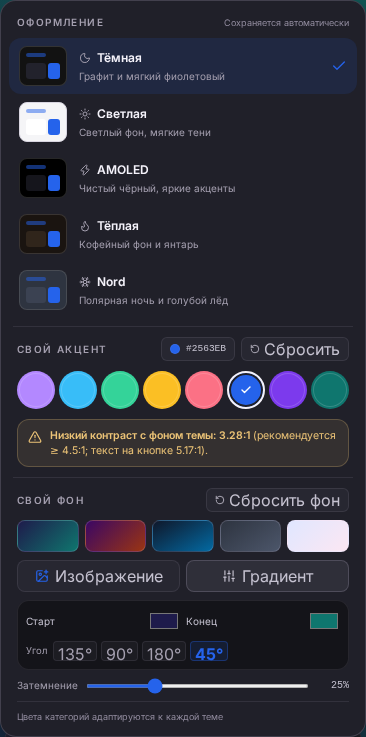 ОФОРМЛЕНИЕ Сохраняется автоматически
Тёмная
Графит и мягкий фиолетовый
Светлая
Светлый фон, мягкие тени
AMOLED
Чистый чёрный, яркие акценты
Тёплая
Кофейный фон и янтарь
Nord
Полярная ночь и голубой лёд
СВОЙ АКЦЕНТ #2563EB Сбросить
Низкий контраст с фоном темы: 3.28:1 (рекомендуется
≥ 4.5:1; текст на кнопке 5.17:1).
СВОЙ ФОН Сбросить фон
Изображение Градиент
Старт Конец
Угол 135° 90° 180° 45°
Затемнение 25%
Цвета категорий адаптируются к каждой теме